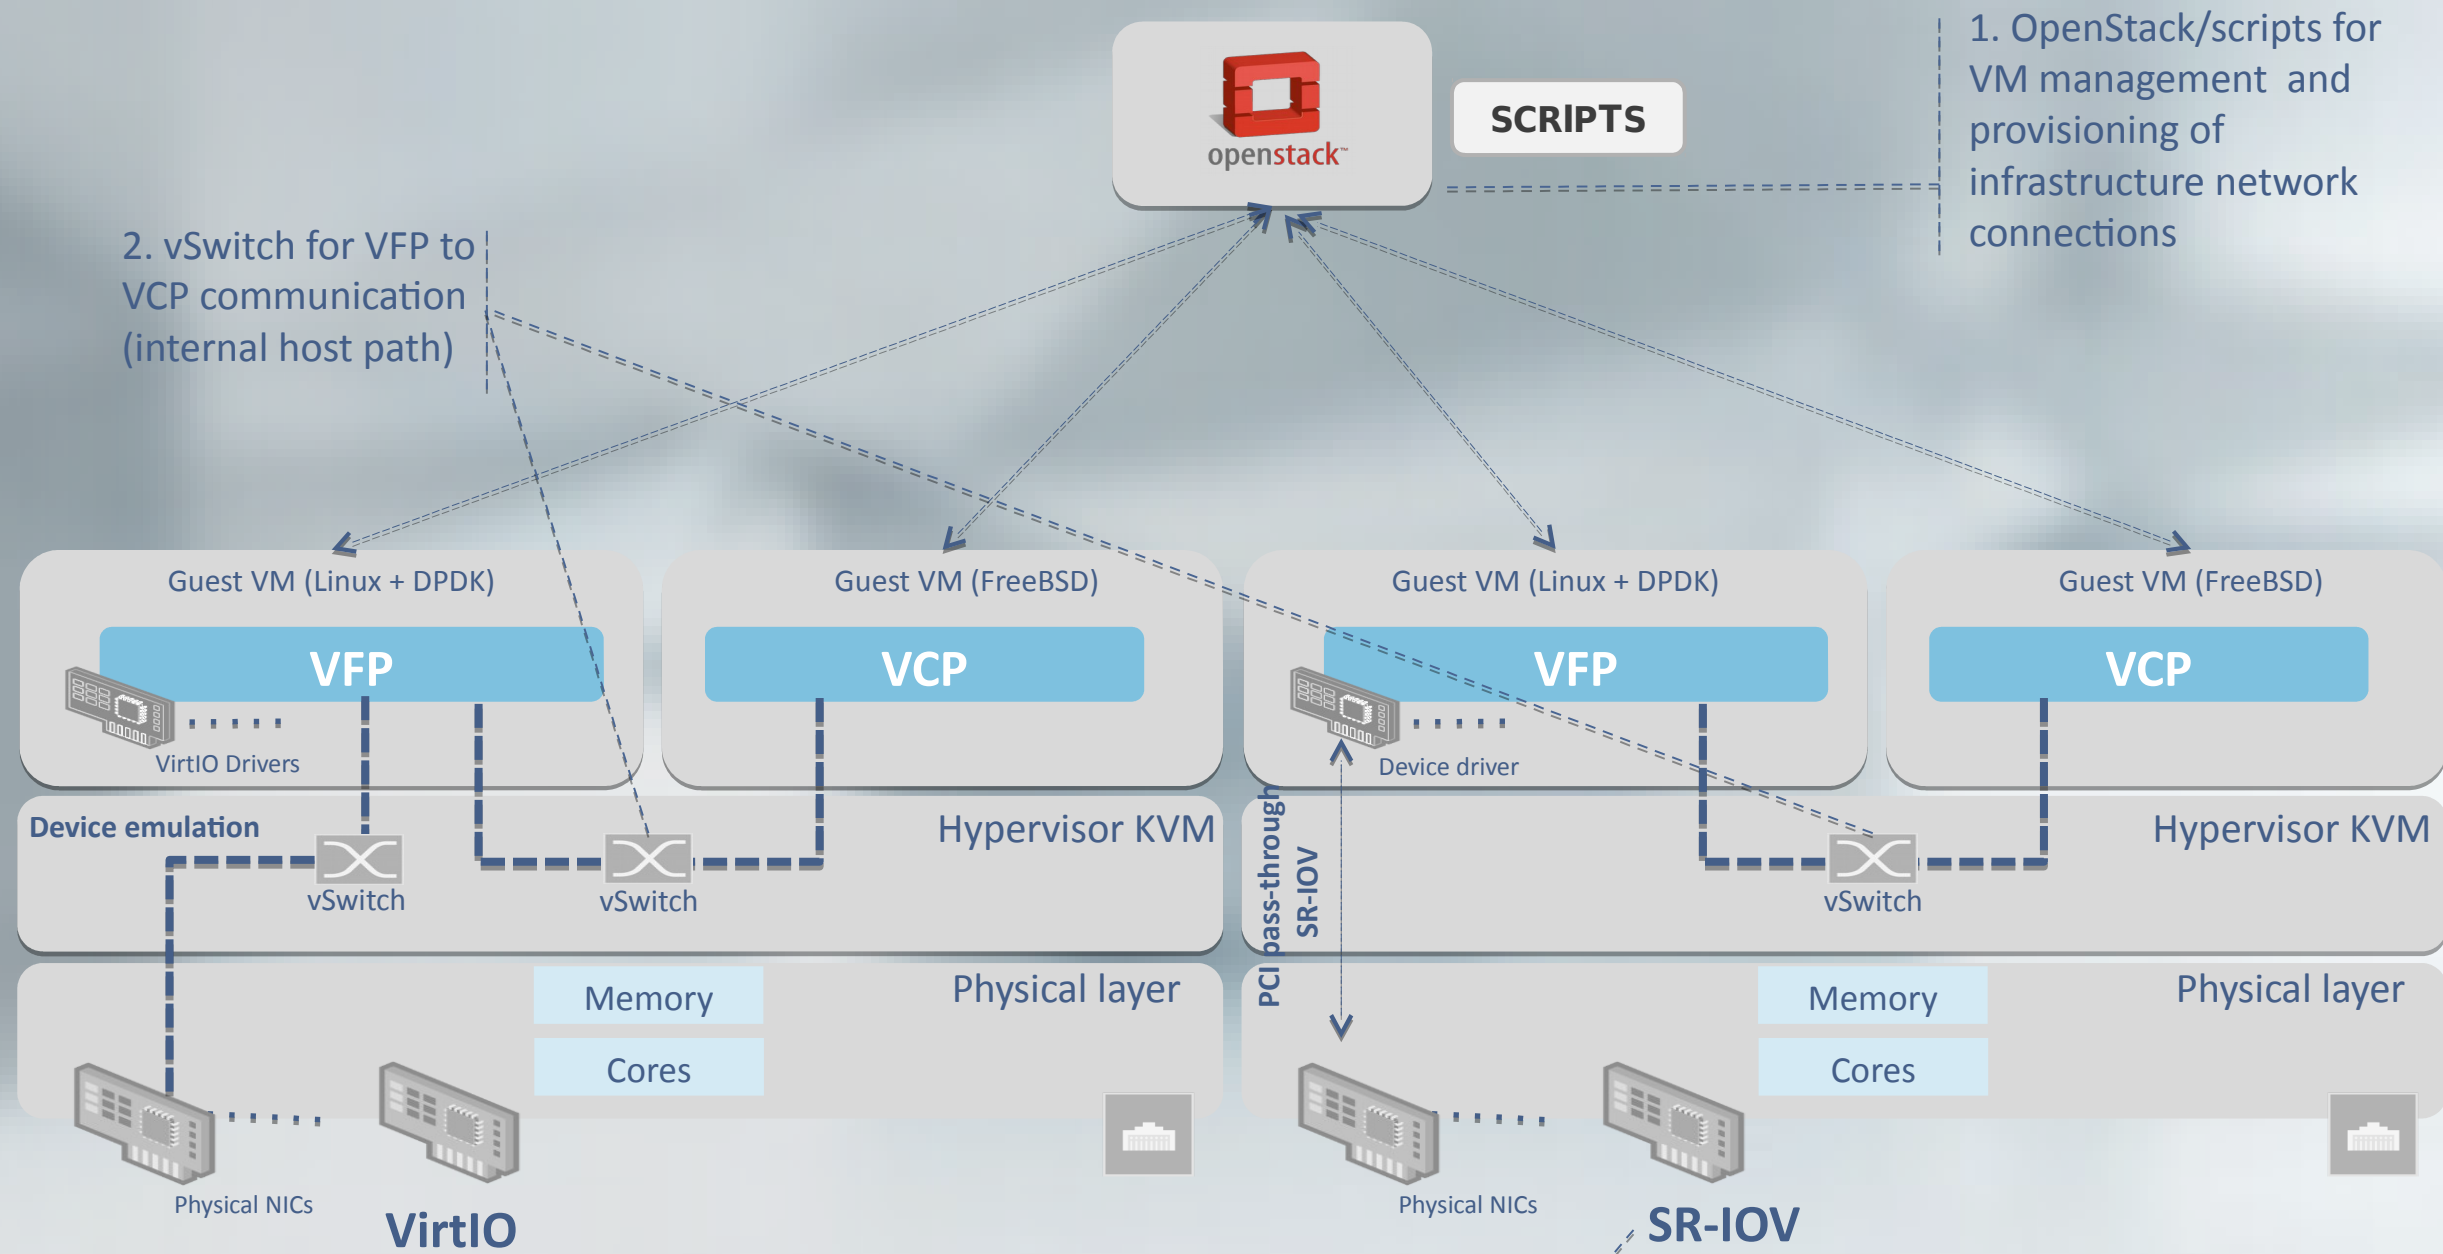 openstack™
SCRIPTS
1. OpenStack/scripts for
VM management and
provisioning of
infrastructure network
connections
2. vSwitch for VFP to
VCP communication
(internal host path)
Guest VM (Linux + DPDK)
VFP
VirtIO Drivers
Guest VM (FreeBSD)
VCP
Device emulation
vSwitch
vSwitch
Hypervisor KVM
Memory
Cores
Physical layer
Physical NICs
VirtIO
Guest VM (Linux + DPDK)
VFP
Device driver
Guest VM (FreeBSD)
VCP
PCI pass-through
SR-IOV
vSwitch
Hypervisor KVM
Memory
Cores
Physical layer
Physical NICs
SR-IOV